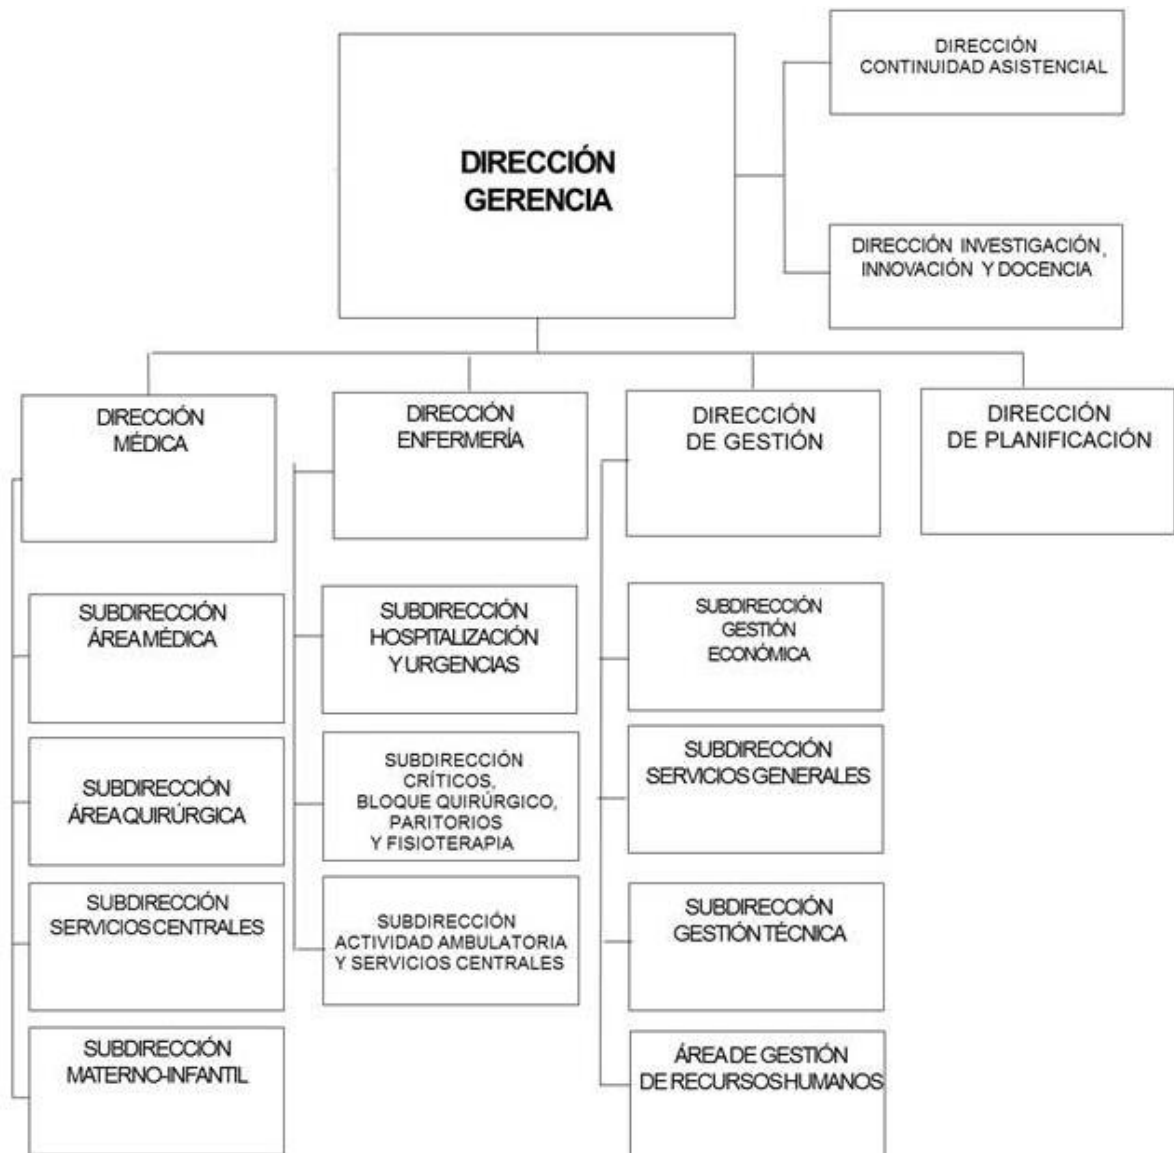 DIRECCIÓN
CONTINUIDAD ASISTENCIAL
DIRECCIÓN
GERENCIA
DIRECCIÓN INVESTIGACIÓN,
INNOVACIÓN Y DOCENCIA
DIRECCIÓN
MÉDICA
DIRECCIÓN
ENFERMERÍA
DIRECCIÓN
DE GESTIÓN
DIRECCIÓN
DE PLANIFICACIÓN
SUBDIRECCIÓN
ÁREA MÉDICA
SUBDIRECCIÓN
HOSPITALIZACIÓN
Y URGENCIAS
SUBDIRECCIÓN
GESTIÓN
ECONÓMICA
SUBDIRECCIÓN
ÁREA QUIRÚRGICA
SUBDIRECCIÓN
CRÍTICOS,
BLOQUE QUIRÚRGICO,
PARITORIOS
Y FISIOTERAPIA
SUBDIRECCIÓN
SERVICIOS GENERALES
SUBDIRECCIÓN
SERVICIOS CENTRALES
SUBDIRECCIÓN
ACTIVIDAD AMBULATORIA
Y SERVICIOS CENTRALES
SUBDIRECCIÓN
GESTIÓN TÉCNICA
SUBDIRECCIÓN
MATERNO-INFANTIL
ÁREA DE GESTIÓN
DE RECURSOS HUMANOS